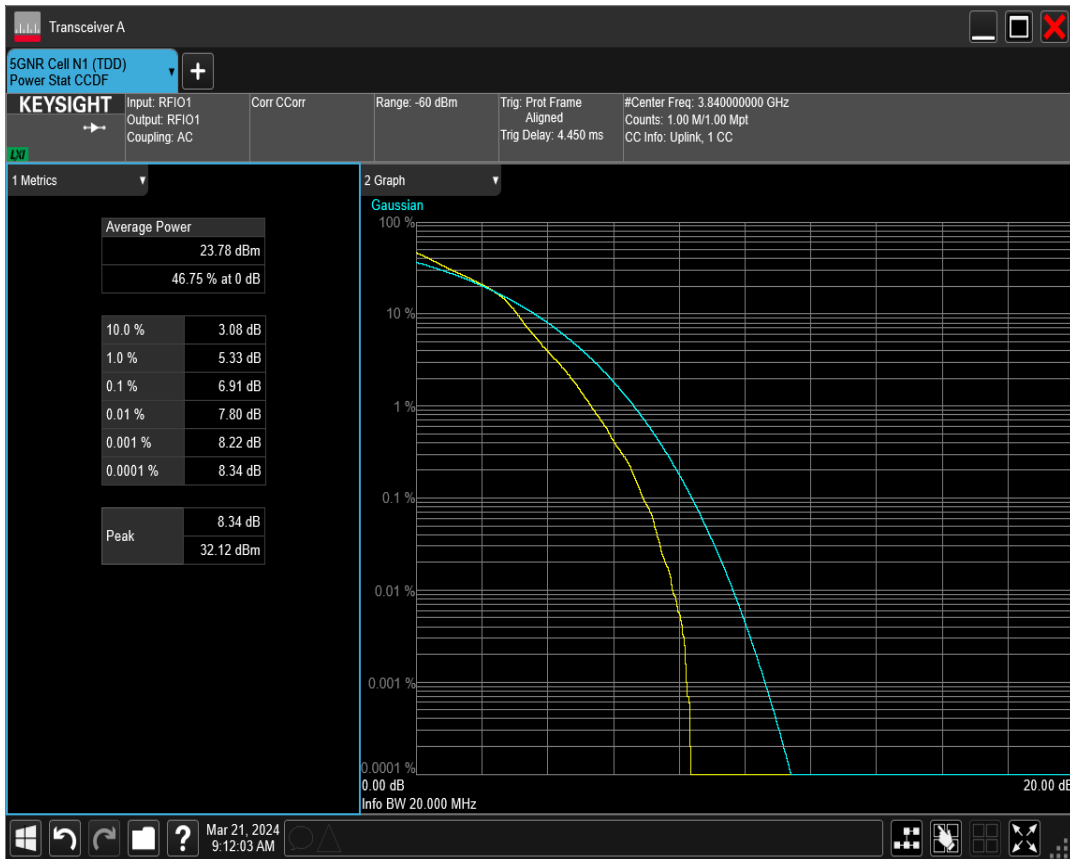 Transceiver A
5GNR Cell N1 (TDD)
Power Stat CCDF
+
KEYSIGHT
LXI
Input: RFIO1
Output: RFIO1
Coupling: AC
Corr CCorr
Range: -60 dBm
Trig: Prot Frame
Aligned
Trig Delay: 4.450 ms
#Center Freq: 3.840000000 GHz
Counts: 1.00 M/1.00 Mpt
CC Info: Uplink, 1 CC
1 Metrics
Average Power
23.78 dBm
46.75 % at 0 dB
10.0 % 3.08 dB
1.0 % 5.33 dB
0.1 % 6.91 dB
0.01 % 7.80 dB
0.001 % 8.22 dB
0.0001 % 8.34 dB
Peak
8.34 dB
32.12 dBm
2 Graph
Gaussian
100 %
10 %
1 %
0.1 %
0.01 %
0.001 %
0.0001 %
0.00 dB 20.00 dB
Info BW 20.000 MHz
?
Mar 21, 2024
9:12:03 AM